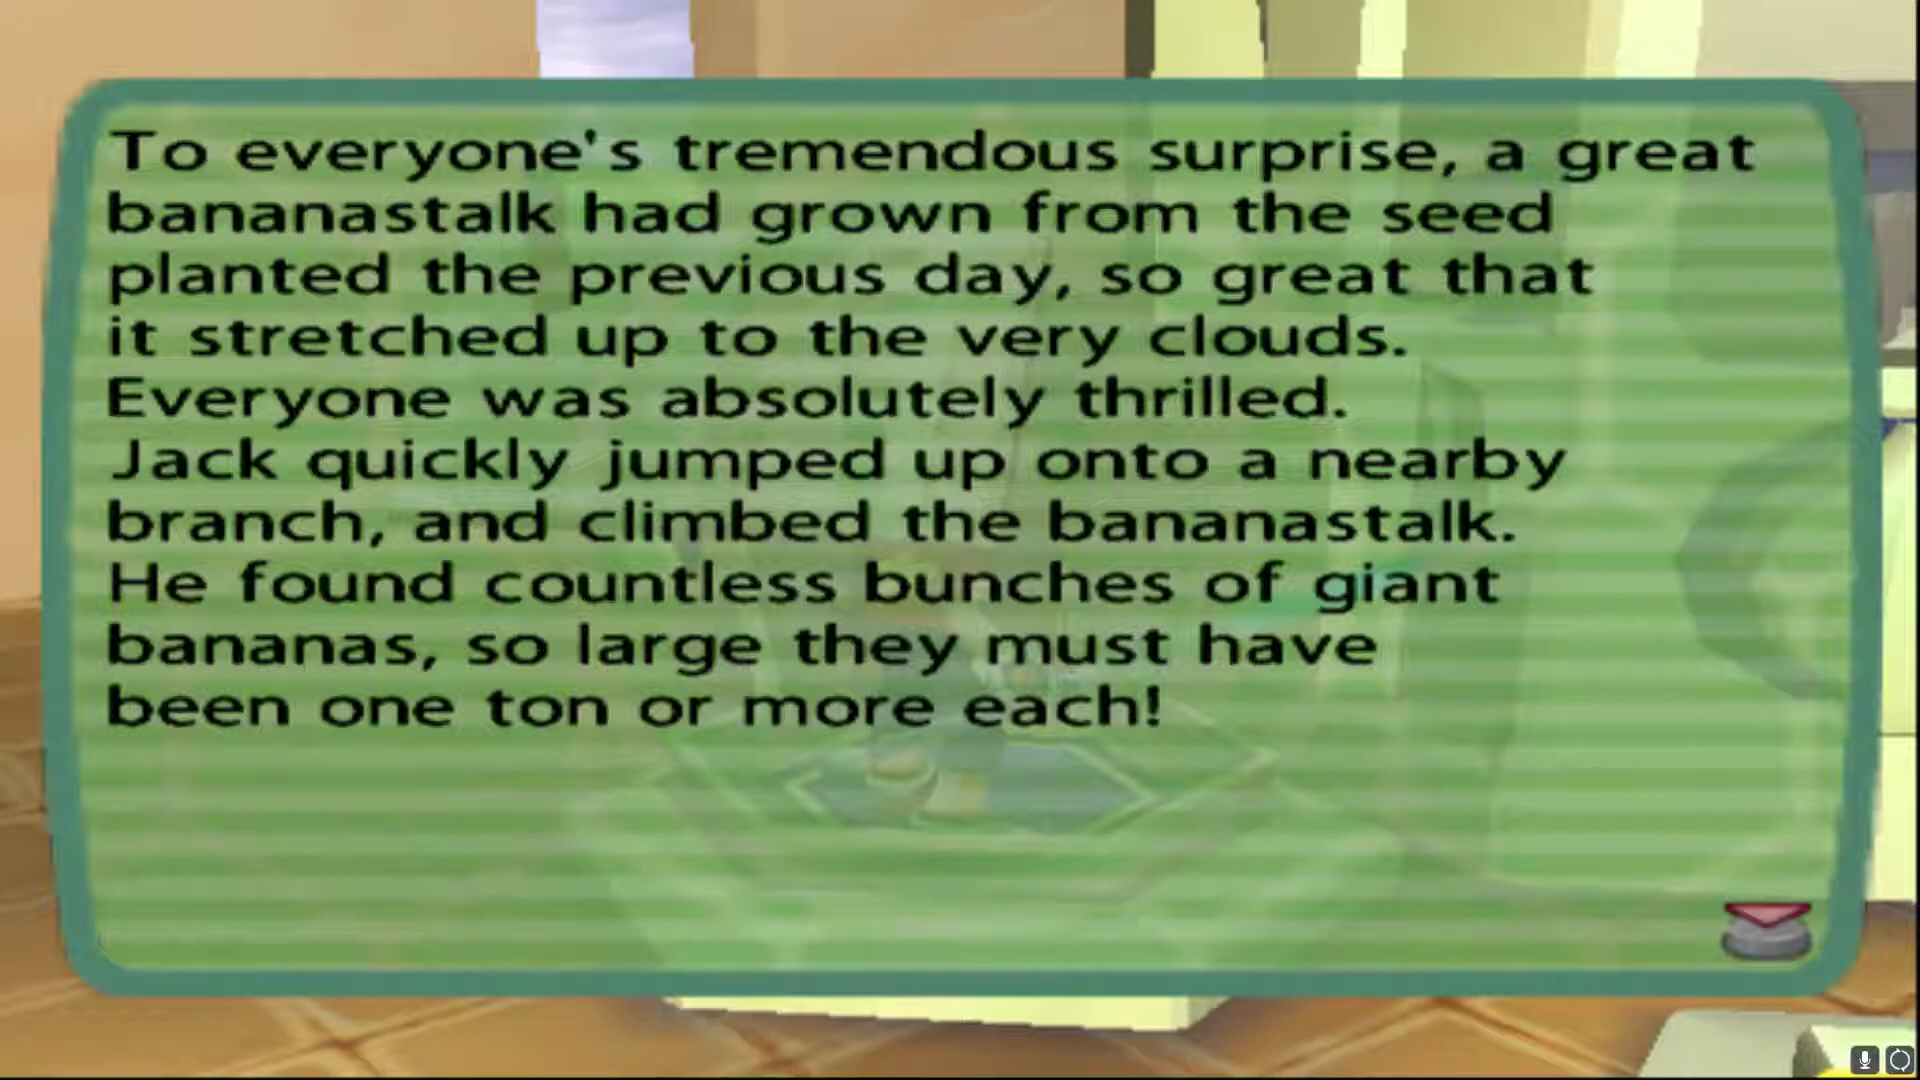 To everyone's tremendous surprise, a great
bananastalk had grown from the seed
planted the previous day, so great that
it stretched up to the very clouds.
Everyone was absolutely thrilled.
Jack quickly jumped up onto a nearby
branch, and climbed the bananastalk.
He found countless bunches of giant
bananas, so large they must have
been one ton or more each!